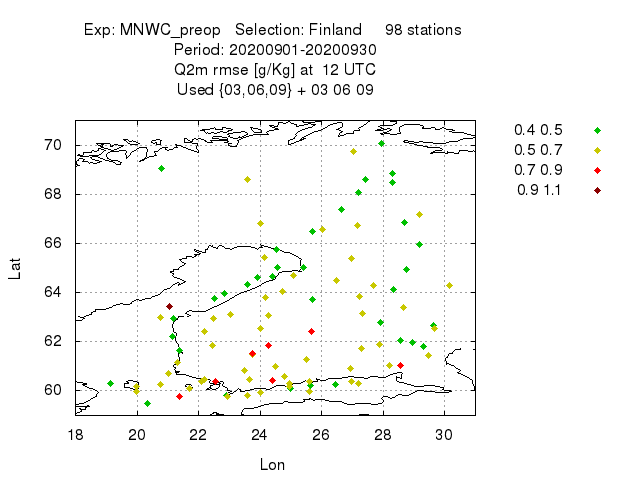 Exp: MNWC_preop   Selection: Finland     98 stations
Period: 20200901-20200930
Q2m rmse [g/Kg] at  12 UTC
Used {03,06,09} + 03 06 09
0.4 0.5
0.5 0.7
0.7 0.9
0.9 1.1
70
68
66
64
62
60
Lat
18 20 22 24 26 28 30
Lon